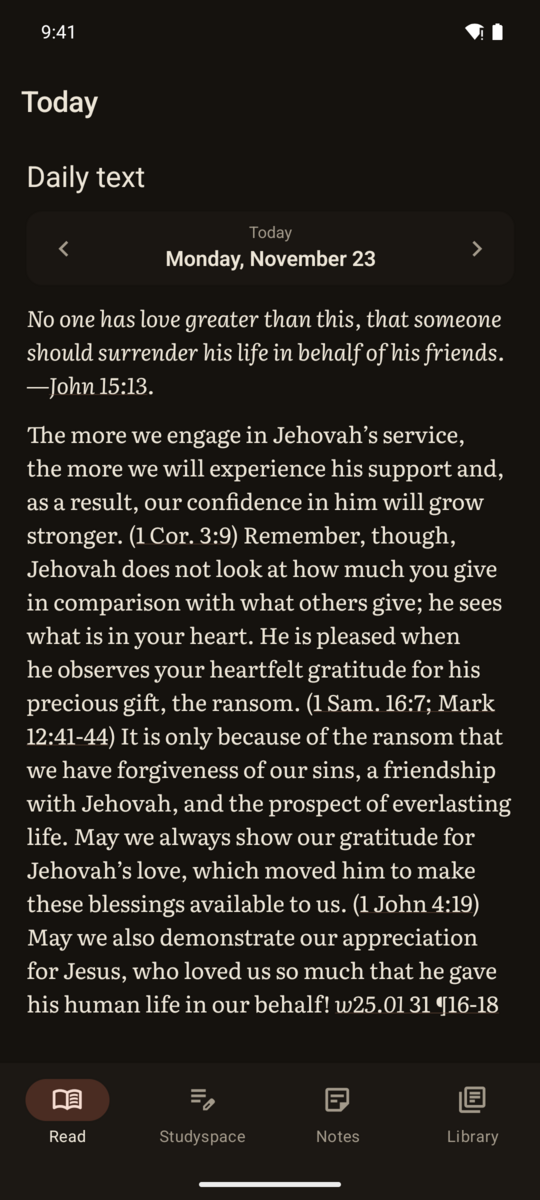 9:41
Today
Daily text
Today
Monday, November 23
No one has love greater than this, that someone
should surrender his life in behalf of his friends.
—John 15:13.
The more we engage in Jehovah’s service,
the more we will experience his support and,
as a result, our confidence in him will grow
stronger. (1 Cor. 3:9) Remember, though,
Jehovah does not look at how much you give
in comparison with what others give; he sees
what is in your heart. He is pleased when
he observes your heartfelt gratitude for his
precious gift, the ransom. (1 Sam. 16:7; Mark
12:41-44) It is only because of the ransom that
we have forgiveness of our sins, a friendship
with Jehovah, and the prospect of everlasting
life. May we always show our gratitude for
Jehovah’s love, which moved him to make
these blessings available to us. (1 John 4:19)
May we also demonstrate our appreciation
for Jesus, who loved us so much that he gave
his human life in our behalf! w25.01 31 ¶16-18
Read
Studyspace
Notes
Library